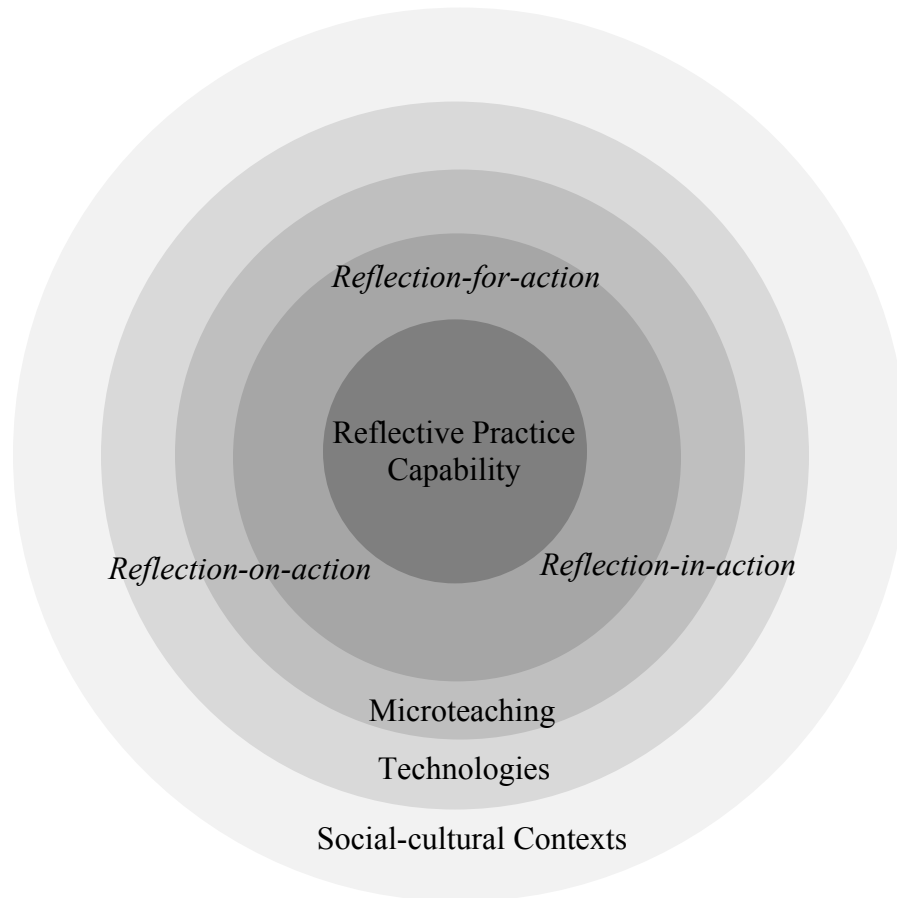 Reflection-for-action
Reflective Practice
Capability
Reflection-on-action
Reflection-in-action
Microteaching
Technologies
Social-cultural Contexts